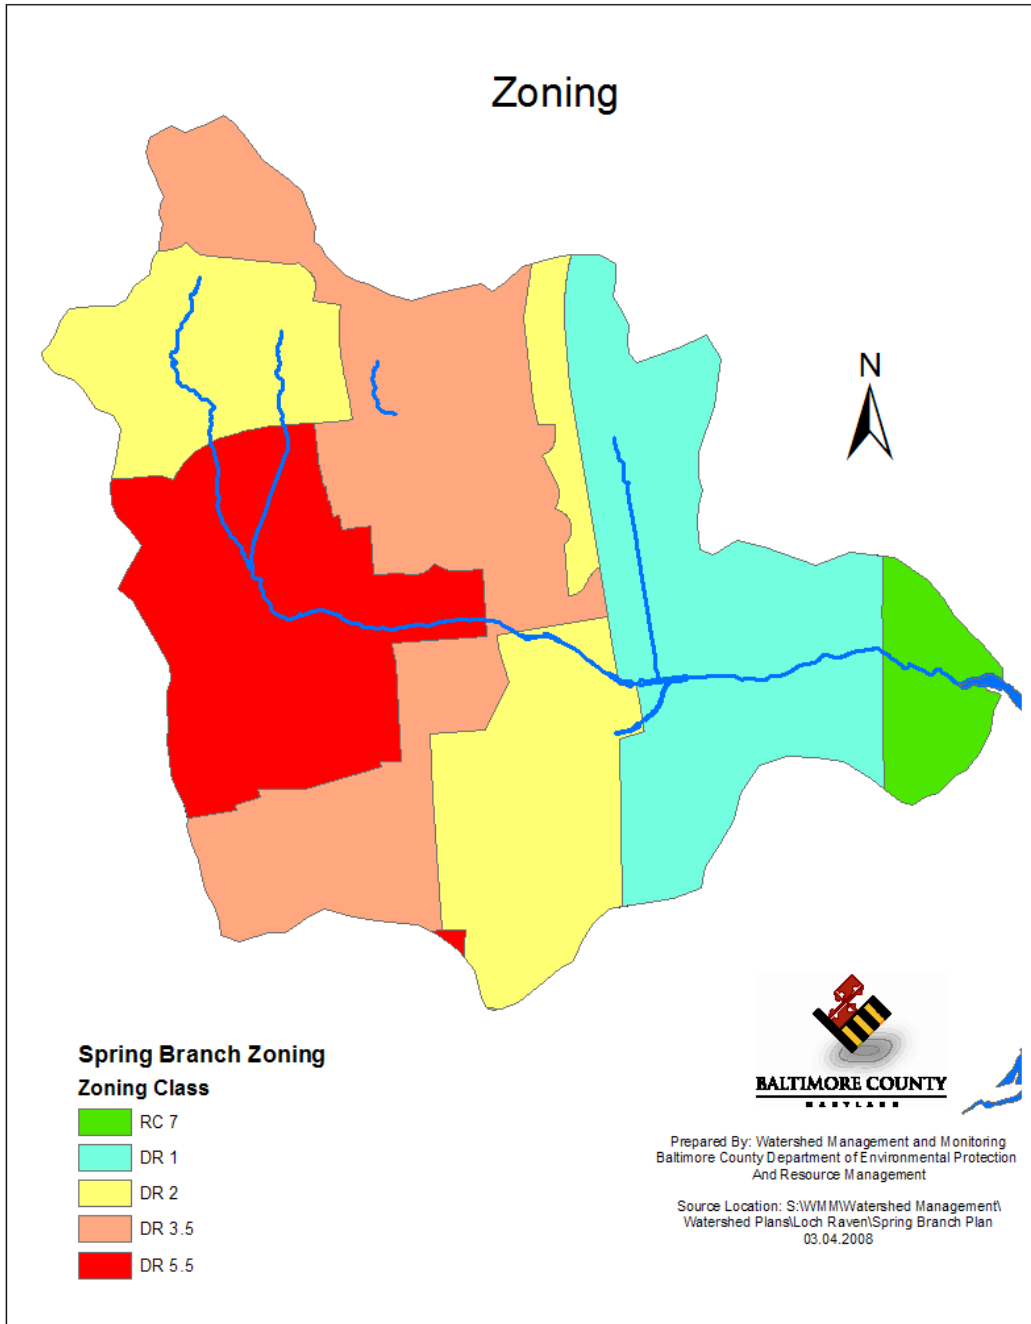 Zoning
N
Spring Branch Zoning
Zoning Class
RC 7
DR 1
DR 2
DR 3.5
DR 5.5
BALTIMORE COUNTY
MARYLAND
Prepared By: Watershed Management and Monitoring
Baltimore County Department of Environmental Protection
And Resource Management
Source Location: S:\WMM\Watershed Management\
Watershed Plans\Loch Raven\Spring Branch Plan
03.04.2008